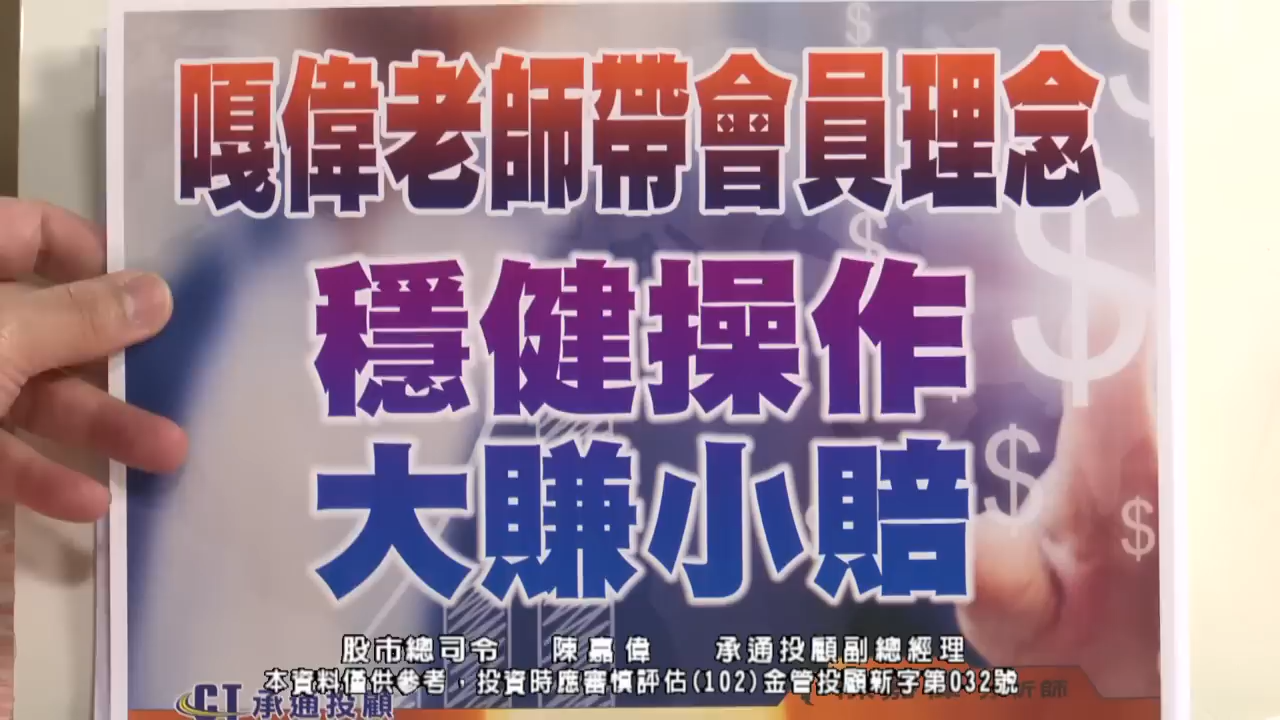 嘎偉老師帶會員理念
穩健操作
大賺小賠
股市總司令 陳嘉偉 承通投顧副總經理
本資料僅供參考，投資時應審慎評估(102)金管投顧新字第032號
CT 承通投顧
析師